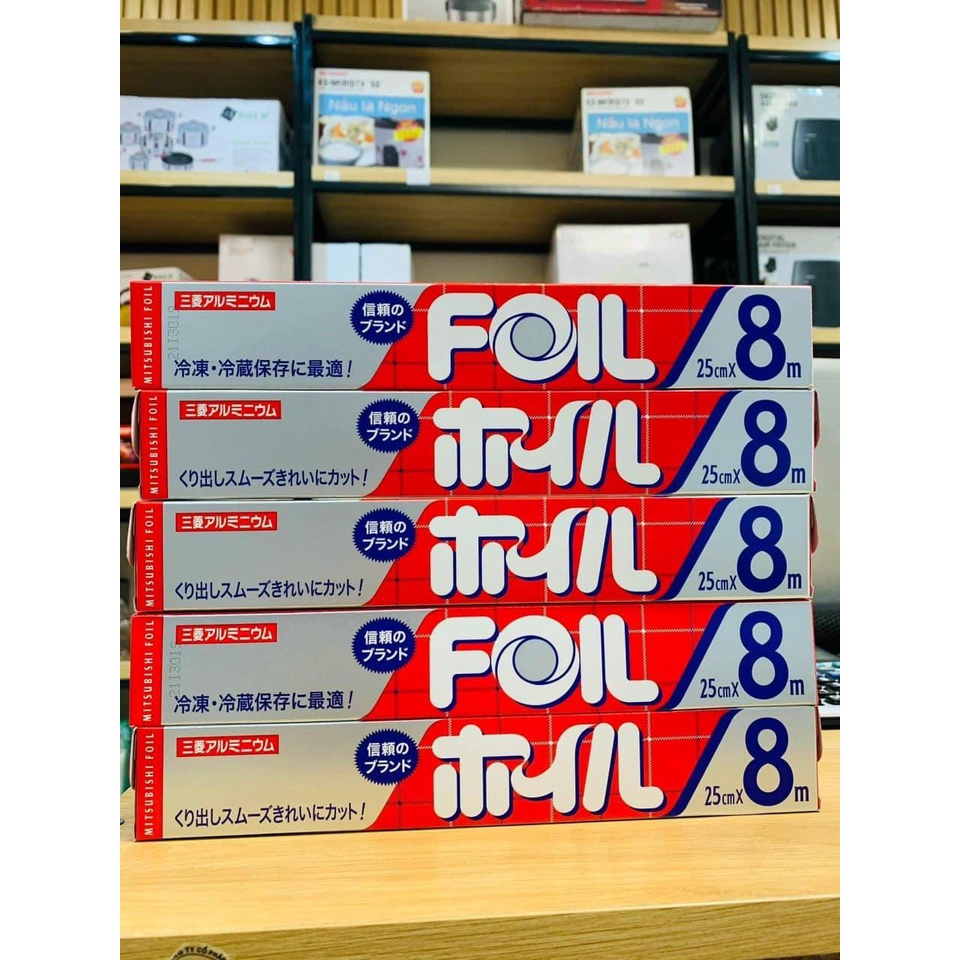 Nấu là Ngon
Nấu là Ngon
MITSUBISHI FOIL
三菱アルミニウム
21I3019
冷凍・冷蔵保存に最適！
信頼の
ブランド
FOIL
25cm×8m
MITSUBISHI FOIL
三菱アルミニウム
くり出しスムーズきれいにカット！
信頼の
ブランド
ホイル
25cm×8m
MITSUBISHI FOIL
三菱アルミニウム
くり出しスムーズきれいにカット！
信頼の
ブランド
ホイル
25cm×8m
MITSUBISHI FOIL
三菱アルミニウム
21I3019
冷凍・冷蔵保存に最適！
信頼の
ブランド
FOIL
25cm×8m
MITSUBISHI FOIL
三菱アルミニウム
くり出しスムーズきれいにカット！
信頼の
ブランド
ホイル
25cm×8m